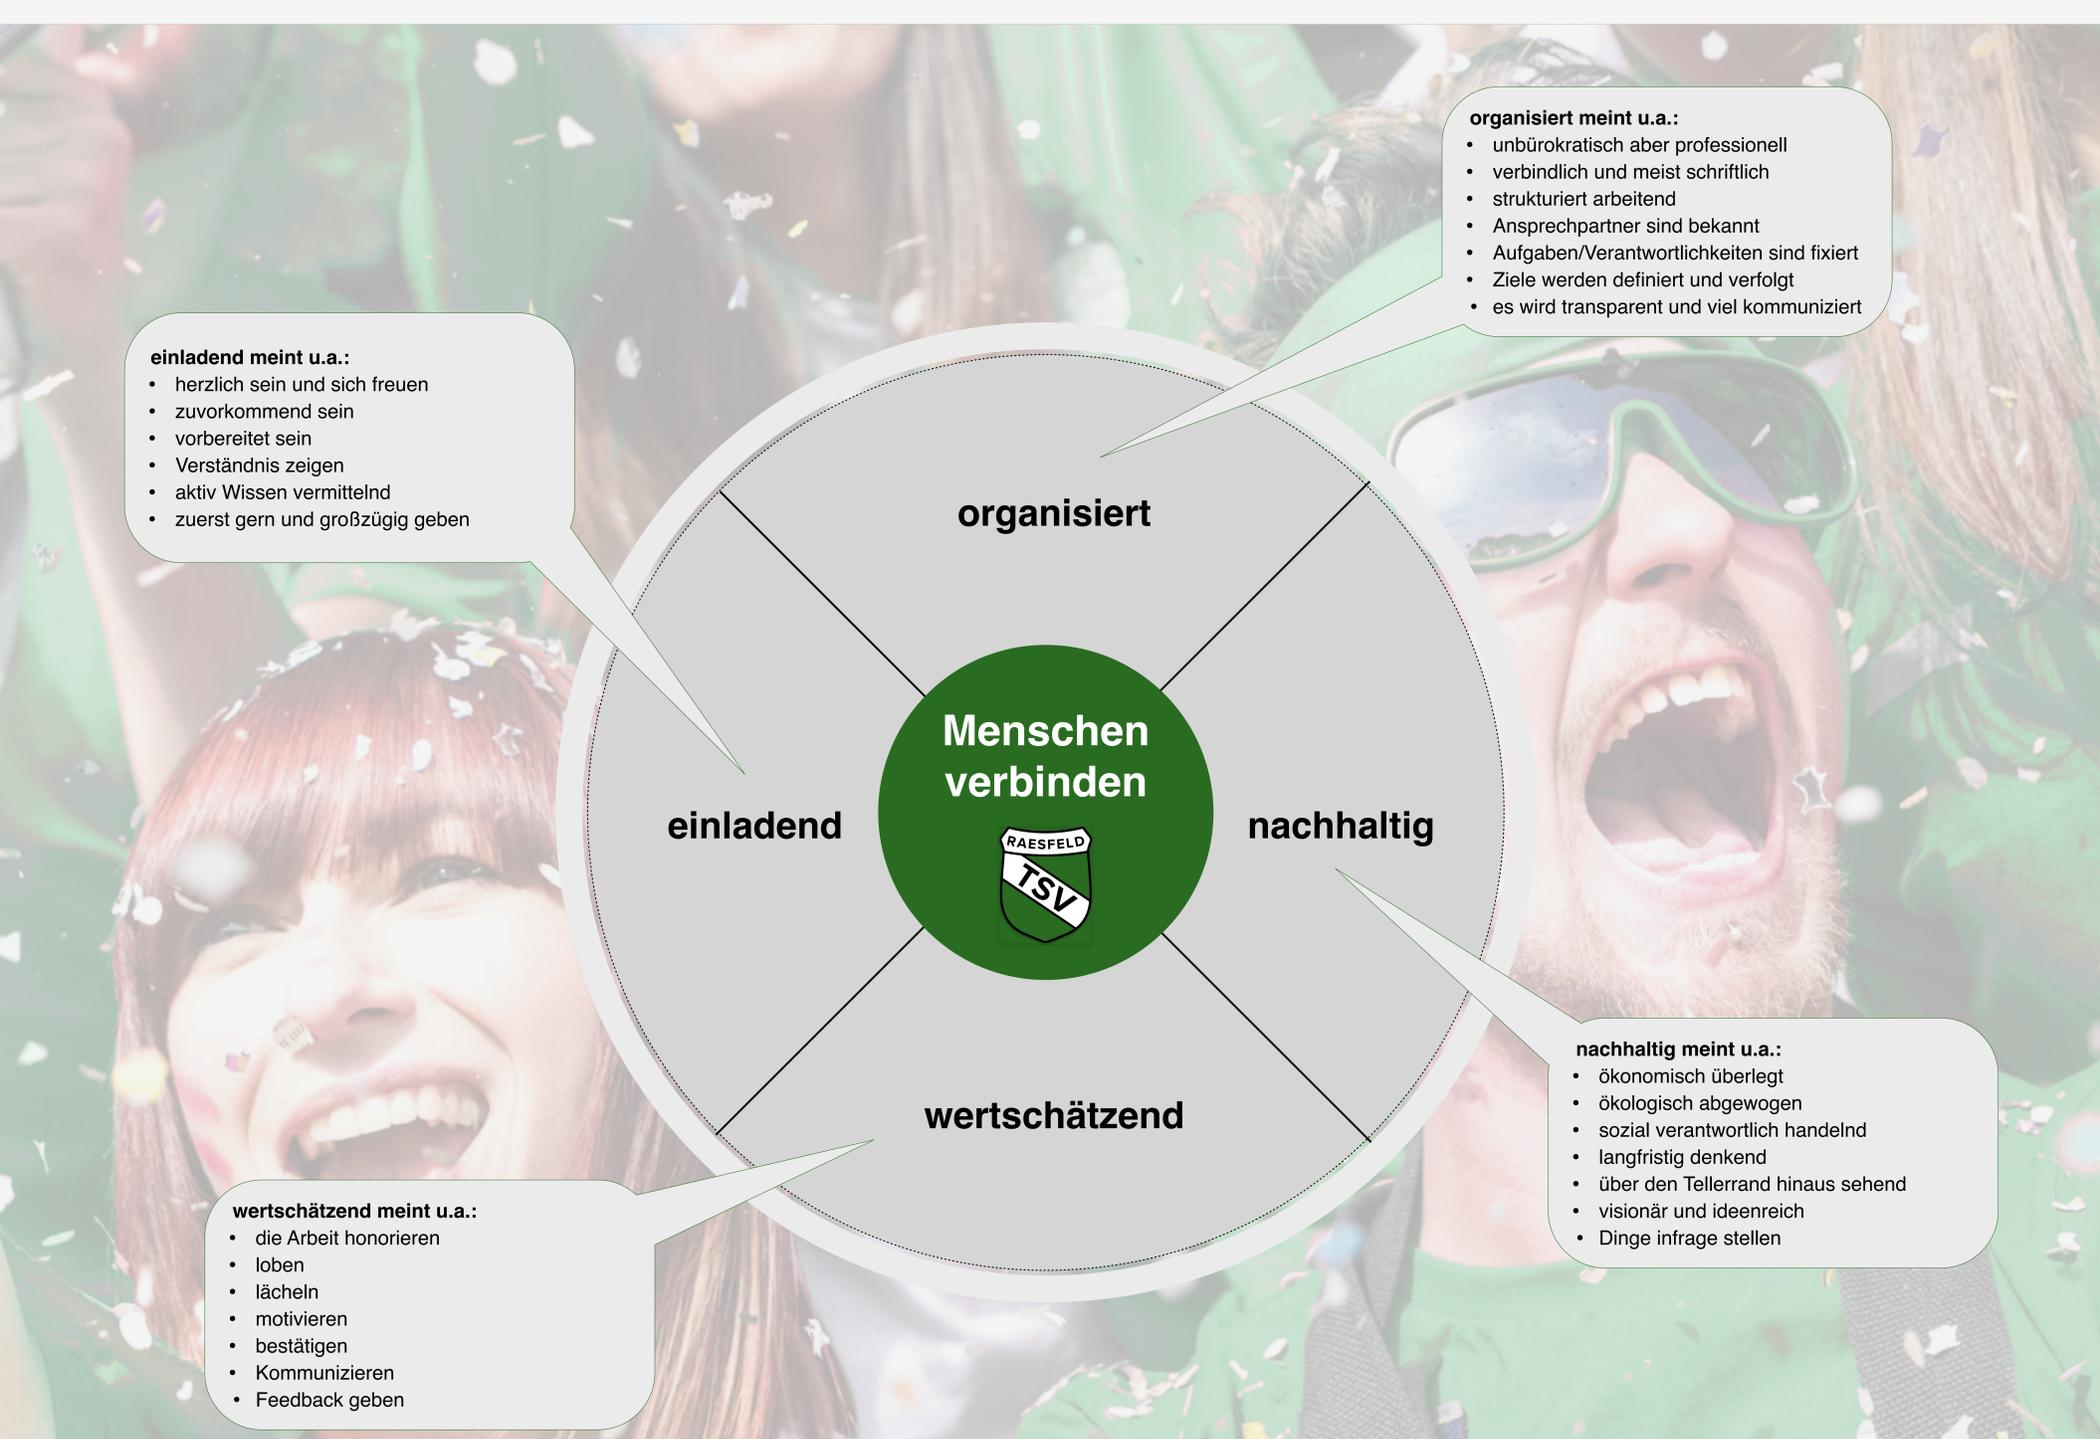 organisiert meint u.a.:
• unbürokratisch aber professionell
• verbindlich und meist schriftlich
• strukturiert arbeitend
• Ansprechpartner sind bekannt
• Aufgaben/Verantwortlichkeiten sind fixiert
• Ziele werden definiert und verfolgt
• es wird transparent und viel kommuniziert
einladend meint u.a.:
• herzlich sein und sich freuen
• zuvorkommend sein
• vorbereitet sein
• Verständnis zeigen
• aktiv Wissen vermittelnd
• zuerst gern und großzügig geben
organisiert
Menschen
verbinden
einladend
nachhaltig
RAESFELD
TSV
wertschätzend
nachhaltig meint u.a.:
• ökonomisch überlegt
• ökologisch abgewogen
• sozial verantwortlich handelnd
• langfristig denkend
• über den Tellerrand hinaus sehend
• visionär und ideenreich
• Dinge infrage stellen
wertschätzend meint u.a.:
• die Arbeit honorieren
• loben
• lächeln
• motivieren
• bestätigen
• Kommunizieren
• Feedback geben